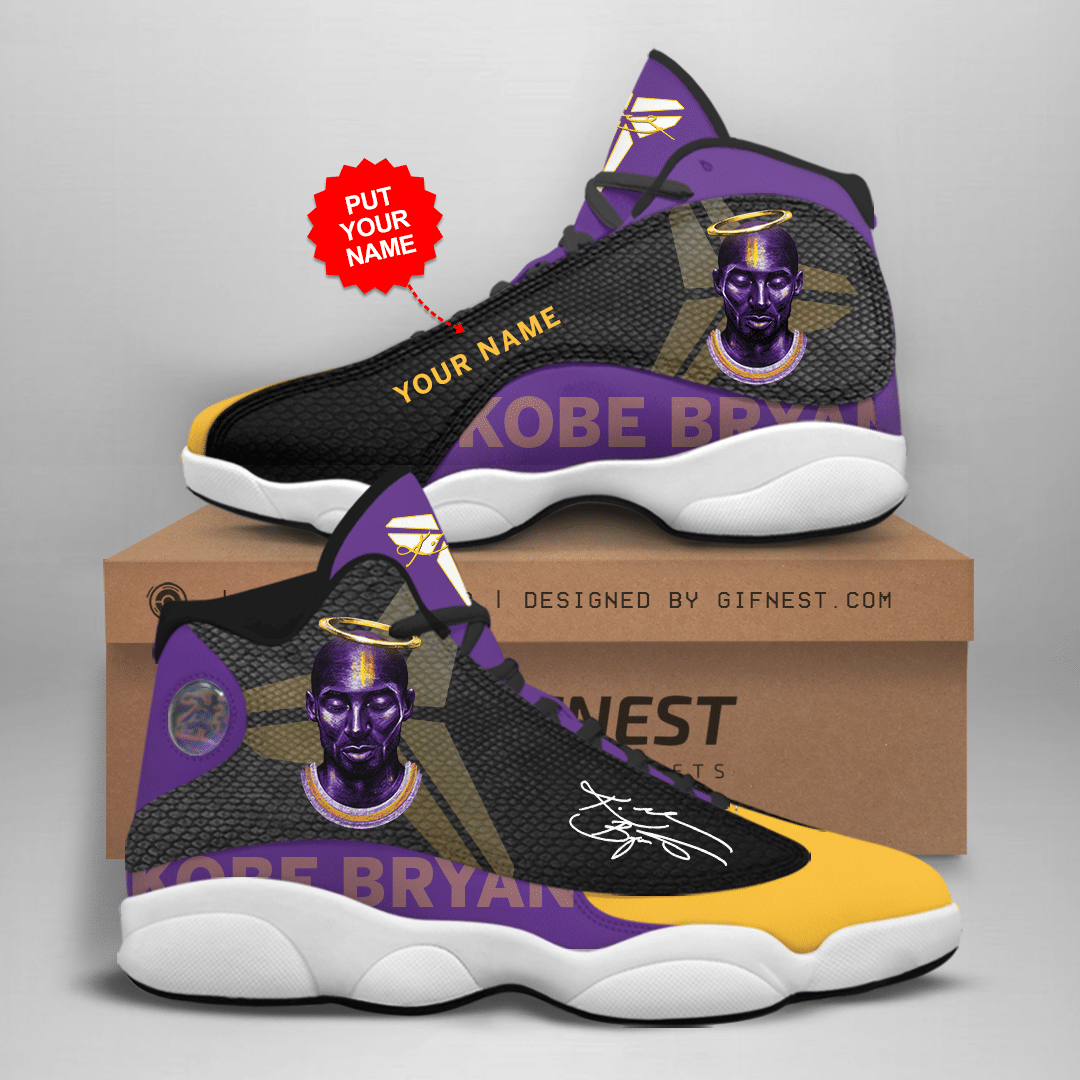 PUT
YOUR
NAME
YOUR NAME
KOBE BRYAN
| DESIGNED BY GIFNEST.COM
NEST
KOBE BRYAN